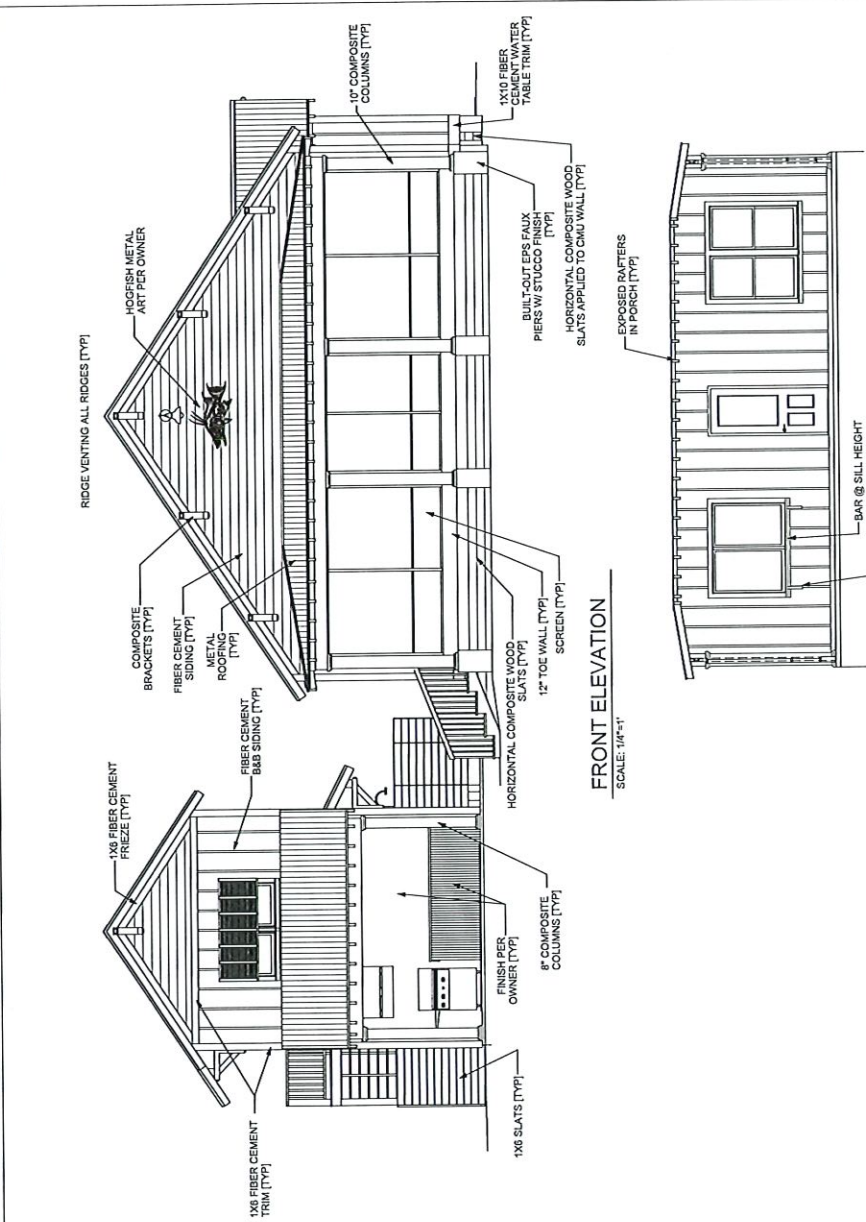 RIDGE VENTING ALL RIDGES [TYP]
HOGFISH METAL
ART PER OWNER
10" COMPOSITE
COLUMNS [TYP]
1X10 FIBER
CEMENT WATER
TABLE TRIM [TYP]
COMPOSITE
BRACKETS [TYP]
FIBER CEMENT
SIDING [TYP]
METAL
ROOFING
[TYP]
BUILT-OUT EPS FAUX
PIERS W/ STUCCO FINISH
[TYP]
HORIZONTAL COMPOSITE WOOD
SLATS APPLIED TO CMU WALL [TYP]
HORIZONTAL COMPOSITE WOOD
SLATS [TYP]
12" TOE WALL [TYP]
SCREEN [TYP]
1X6 FIBER CEMENT
FRIEZE [TYP]
FIBER CEMENT
B&B SIDING [TYP]
1X6 FIBER CEMENT
TRIM [TYP]
1X6 SLATS [TYP]
FINISH PER
OWNER [TYP]
8" COMPOSITE
COLUMNS [TYP]
FRONT ELEVATION
SCALE: 1/4"=1'
EXPOSED RAFTERS
IN PORCH [TYP]
BAR @ SILL HEIGHT